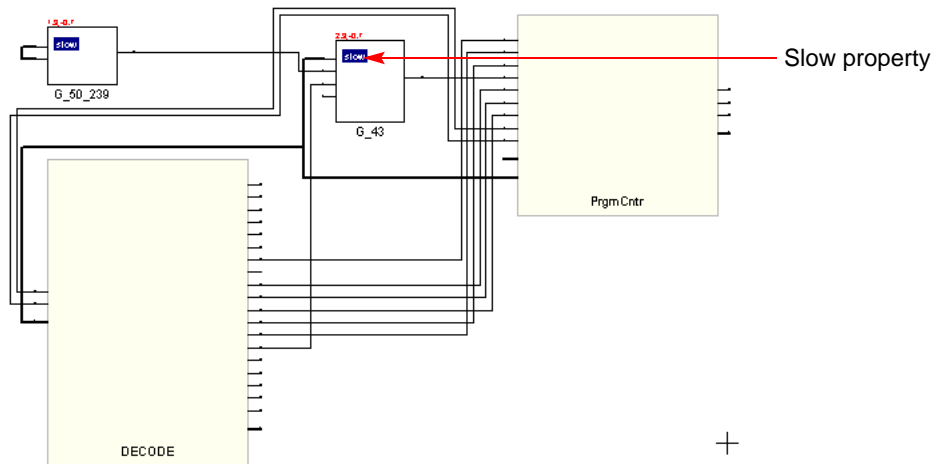 slow
G_50_239
slow
G_43
Slow property
PrgmCntr
DECODE